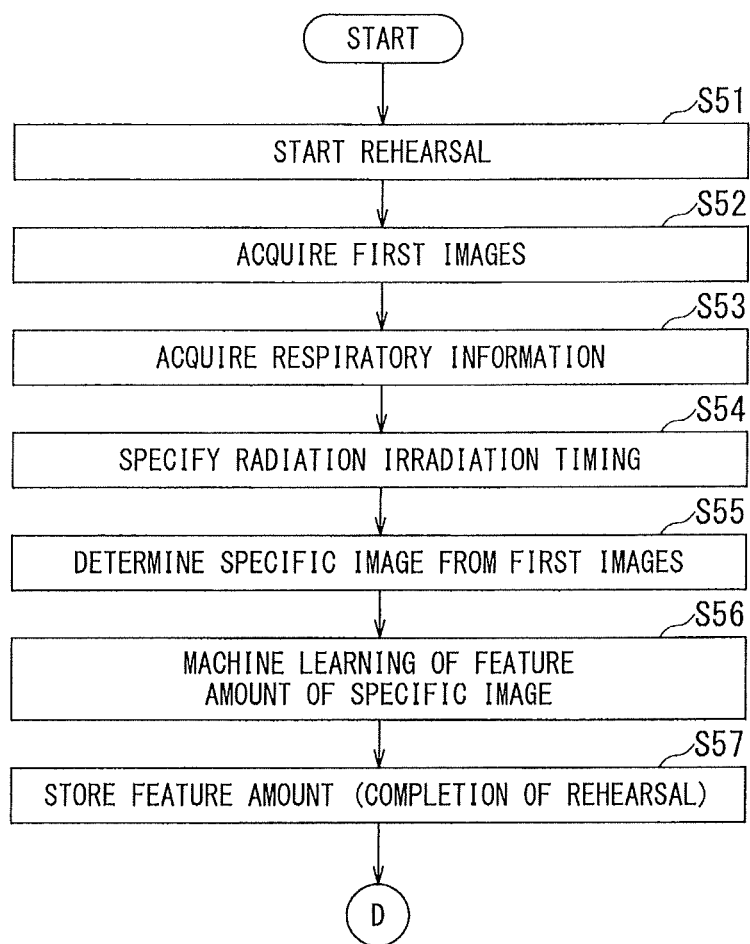 START
S51
START REHEARSAL
S52
ACQUIRE FIRST IMAGES
S53
ACQUIRE RESPIRATORY INFORMATION
S54
SPECIFY RADIATION IRRADIATION TIMING
S55
DETERMINE SPECIFIC IMAGE FROM FIRST IMAGES
S56
MACHINE LEARNING OF FEATURE
AMOUNT OF SPECIFIC IMAGE
S57
STORE FEATURE AMOUNT (COMPLETION OF REHEARSAL)
D